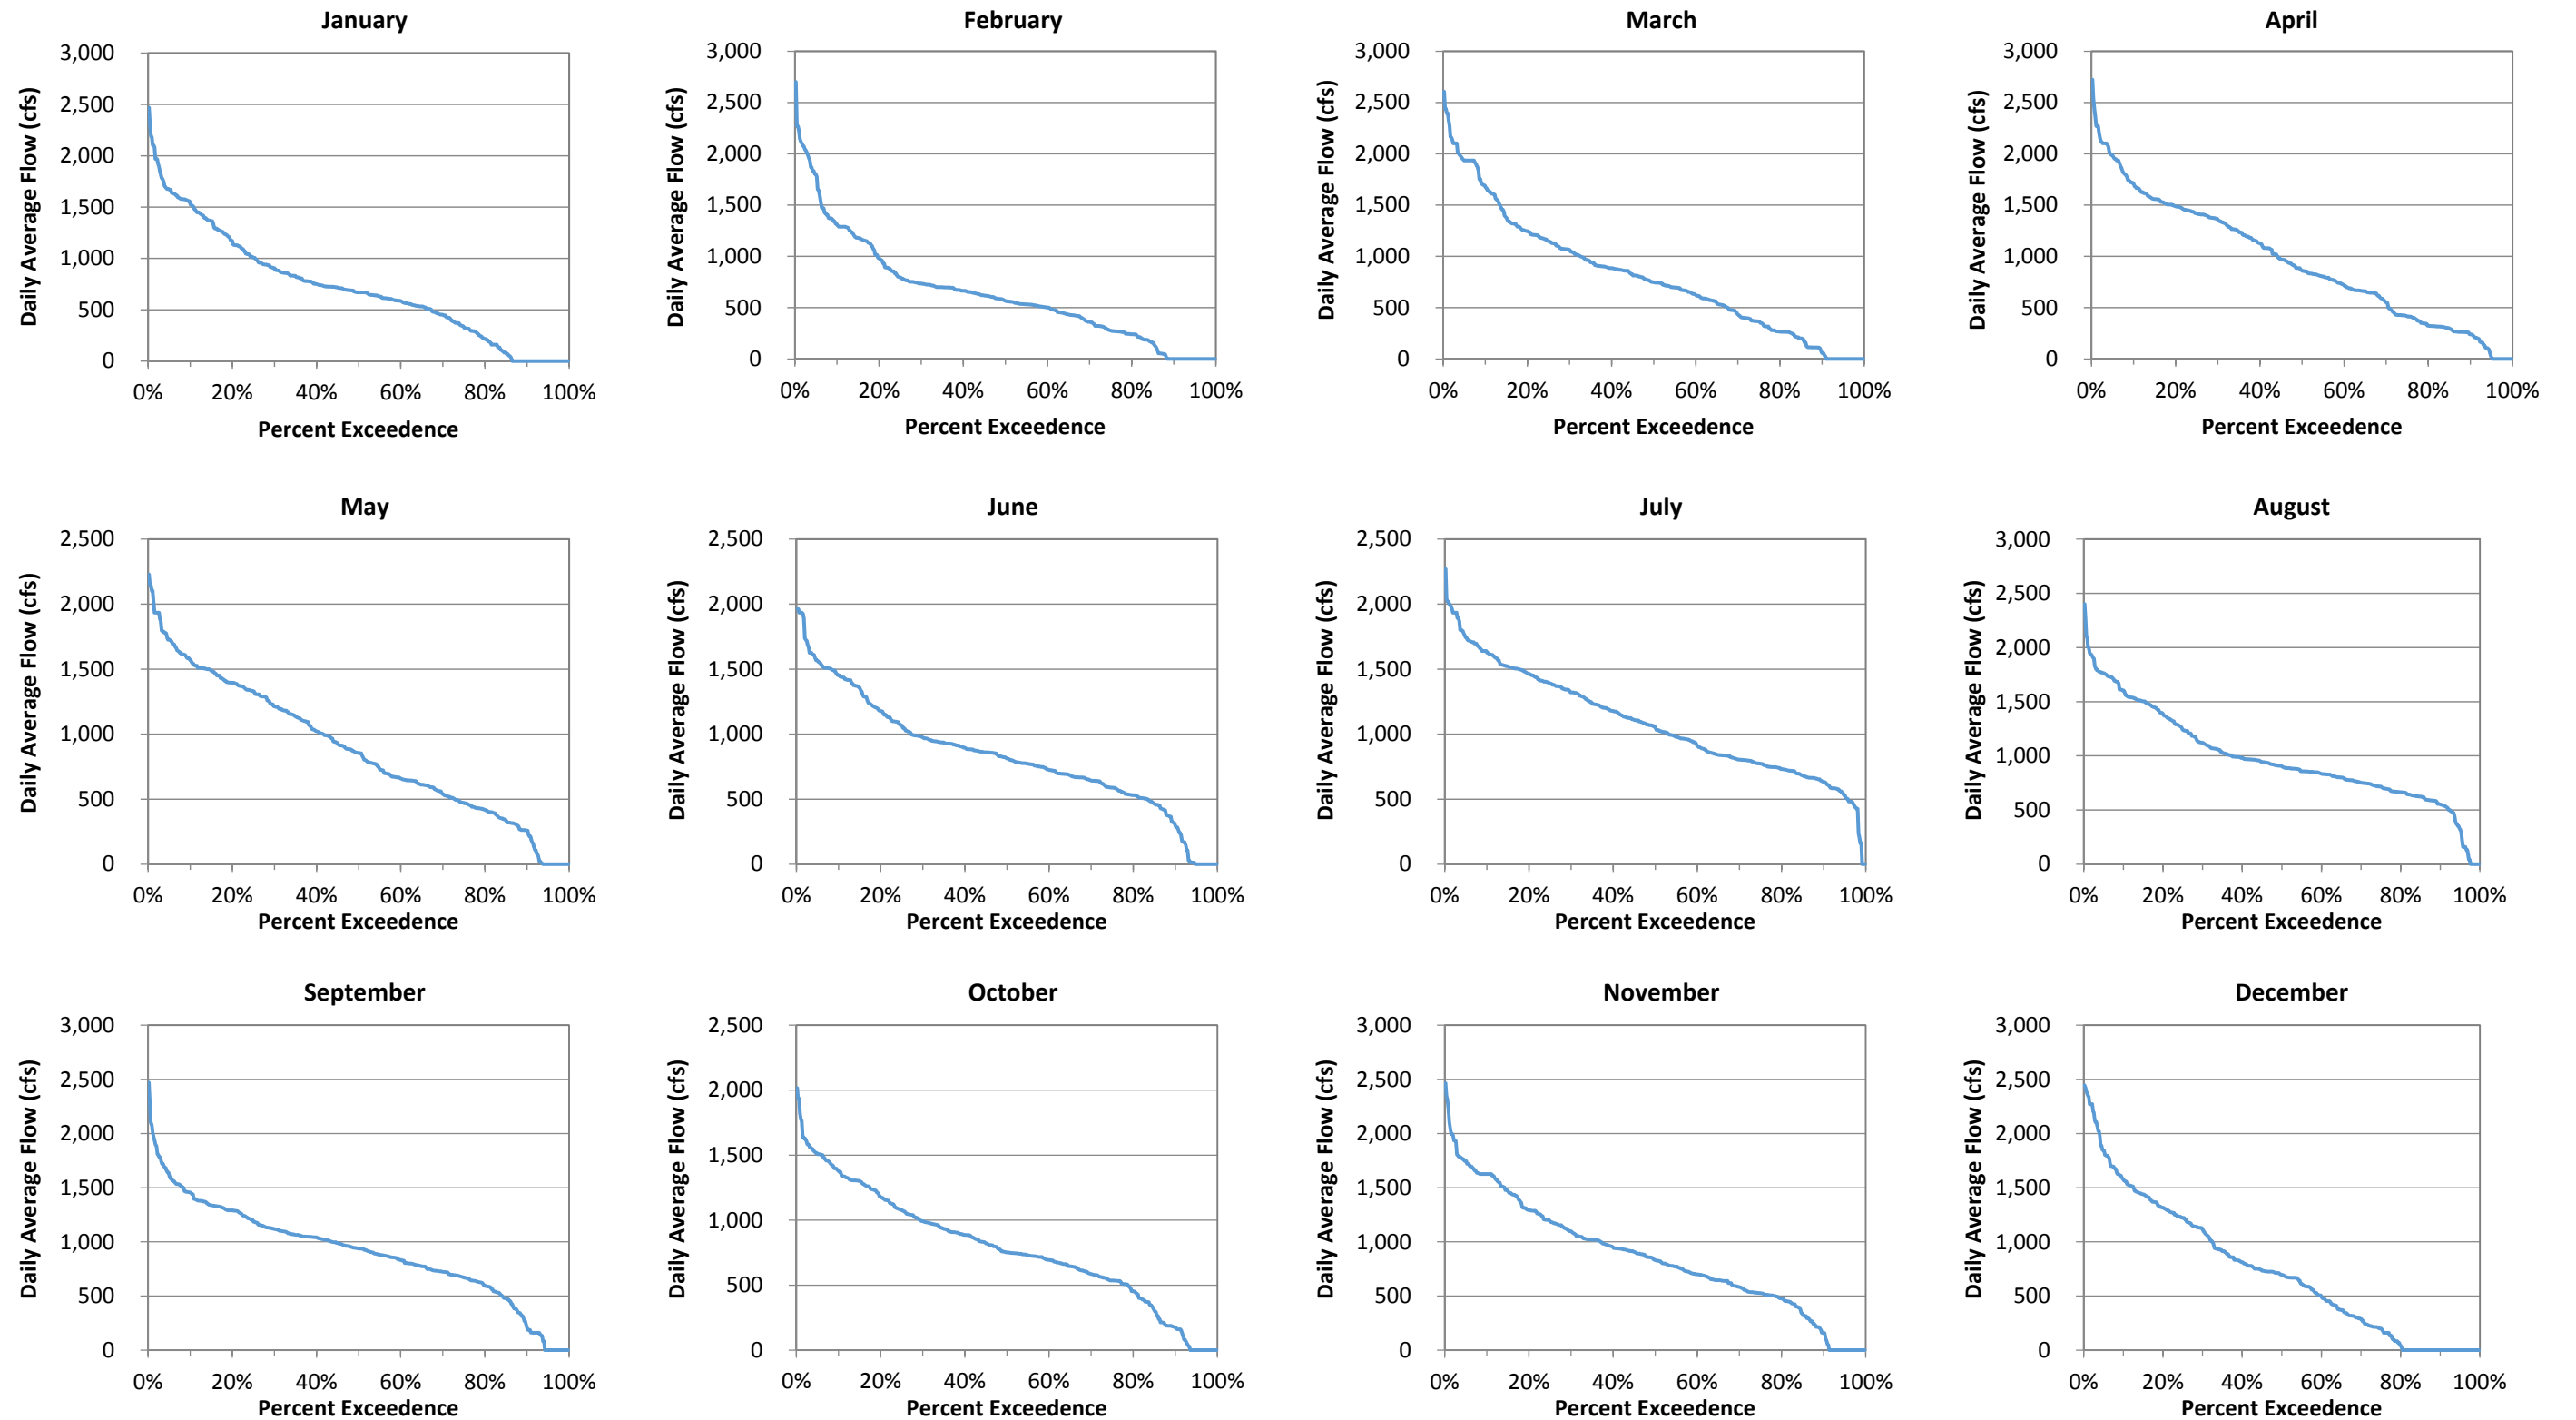 January
3,000
2,500
2,000
1,500
1,000
500
0
0% 20% 40% 60% 80% 100%
Daily Average Flow (cfs)
Percent Exceedence
February
3,000
2,500
2,000
1,500
1,000
500
0
0% 20% 40% 60% 80% 100%
Daily Average Flow (cfs)
Percent Exceedence
March
3,000
2,500
2,000
1,500
1,000
500
0
0% 20% 40% 60% 80% 100%
Daily Average Flow (cfs)
Percent Exceedence
April
3,000
2,500
2,000
1,500
1,000
500
0
0% 20% 40% 60% 80% 100%
Daily Average Flow (cfs)
Percent Exceedence
May
2,500
2,000
1,500
1,000
500
0
0% 20% 40% 60% 80% 100%
Daily Average Flow (cfs)
Percent Exceedence
June
2,500
2,000
1,500
1,000
500
0
0% 20% 40% 60% 80% 100%
Daily Average Flow (cfs)
Percent Exceedence
July
2,500
2,000
1,500
1,000
500
0
0% 20% 40% 60% 80% 100%
Daily Average Flow (cfs)
Percent Exceedence
August
3,000
2,500
2,000
1,500
1,000
500
0
0% 20% 40% 60% 80% 100%
Daily Average Flow (cfs)
Percent Exceedence
September
3,000
2,500
2,000
1,500
1,000
500
0
0% 20% 40% 60% 80% 100%
Daily Average Flow (cfs)
Percent Exceedence
October
2,500
2,000
1,500
1,000
500
0
0% 20% 40% 60% 80% 100%
Daily Average Flow (cfs)
Percent Exceedence
November
3,000
2,500
2,000
1,500
1,000
500
0
0% 20% 40% 60% 80% 100%
Daily Average Flow (cfs)
Percent Exceedence
December
3,000
2,500
2,000
1,500
1,000
500
0
0% 20% 40% 60% 80% 100%
Daily Average Flow (cfs)
Percent Exceedence